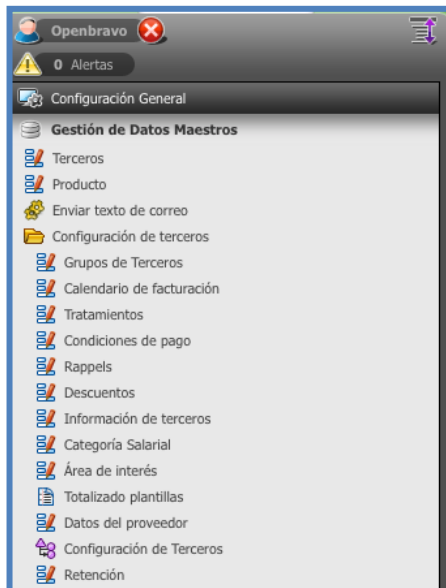 Openbravo
0 Alertas
Configuración General
Gestión de Datos Maestros
Terceros
Producto
Enviar texto de correo
Configuración de terceros
Grupos de Terceros
Calendario de facturación
Tratamientos
Condiciones de pago
Rappels
Descuentos
Información de terceros
Categoría Salarial
Área de interés
Totalizado plantillas
Datos del proveedor
Configuración de Terceros
Retención